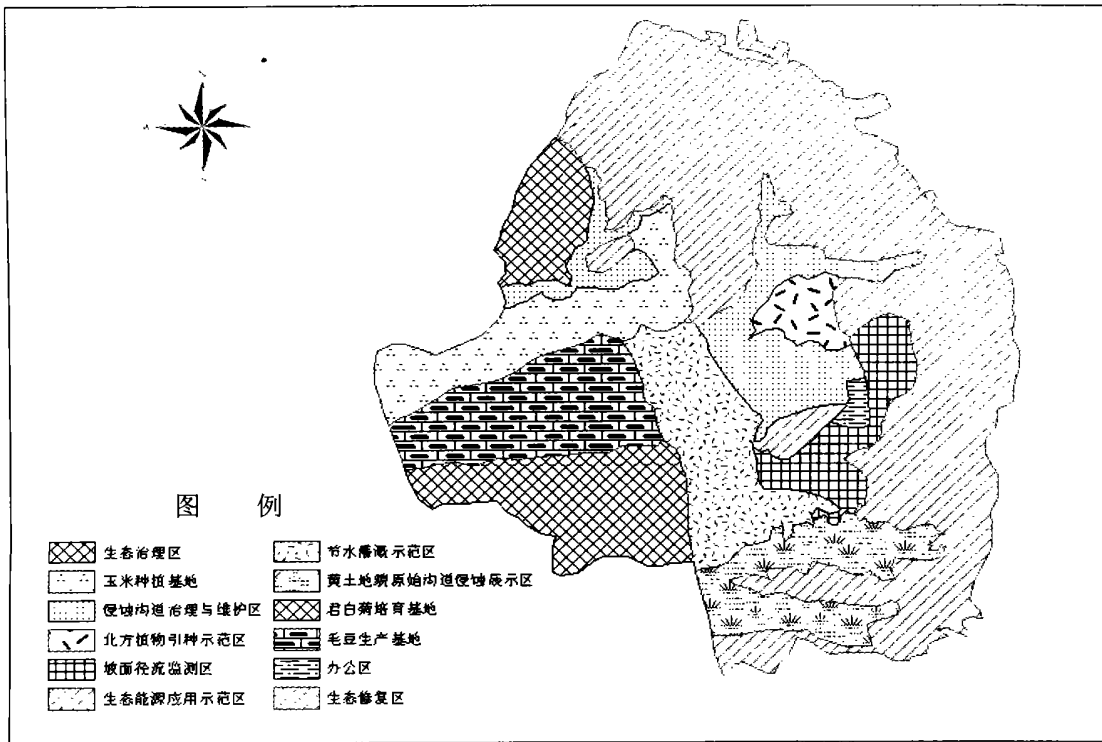 图 例
生态治理区
玉米种植基地
侵蚀沟道治理与维护区
北方植物引种示范区
坡面径流监测区
生态能源应用示范区
节水灌溉示范区
黄土地貌原始沟道侵蚀展示区
君白菊培育基地
毛豆生产基地
办公区
生态修复区